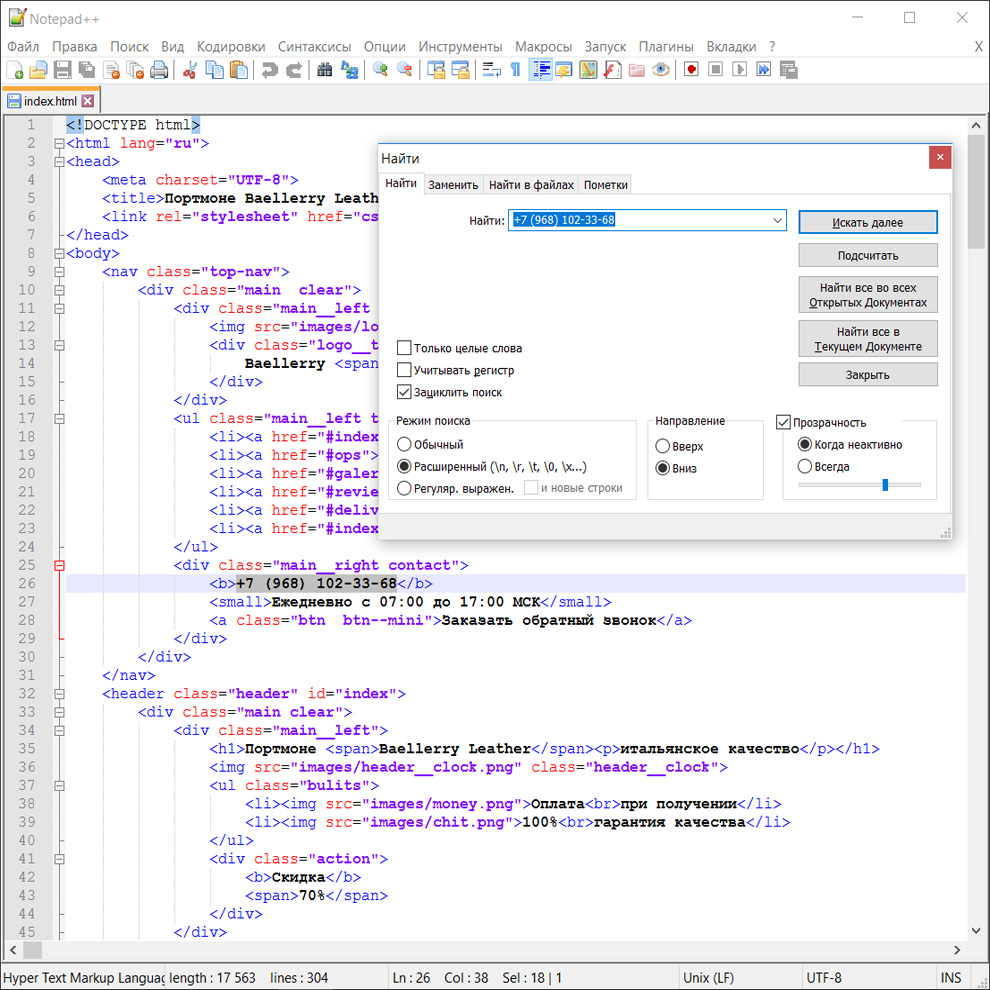 Notepad++
Файл Правка Поиск Вид Кодировки Синтаксисы Опции Инструменты Макросы Запуск Плагины Вкладки ? X
index.html
1 <!DOCTYPE html>
2 <html lang="ru">
3 <head>
4 <meta charset="UTF-8">
5 <title>Портмоне Baellerry Leath
6 <link rel="stylesheet" href="cs
7 </head>
8 <body>
9 <nav class="top-nav">
10 <div class="main  clear">
11 <div class="main__left
12 <img src="images/lo
13 <div class="logo__t
14 Baellerry <span
15 </div>
16 </div>
17 <ul class="main__left t
18 <li><a href="#index
19 <li><a href="#ops">
20 <li><a href="#galer
21 <li><a href="#revie
22 <li><a href="#deliv
23 <li><a href="#index
24 </ul>
25 <div class="main__right contact">
26 <b>+7 (968) 102-33-68</b>
27 <small>Ежедневно с 07:00 до 17:00 МСК</small>
28 <a class="btn  btn--mini">Заказать обратный звонок</a>
29 </div>
30 </div>
31 </nav>
32 <header class="header" id="index">
33 <div class="main clear">
34 <div class="main__left">
35 <h1>Портмоне <span>Baellerry Leather</span><p>итальянское качество</p></h1>
36 <img src="images/header__clock.png" class="header__clock">
37 <ul class="bulits">
38 <li><img src="images/money.png">Оплата<br>при получении</li>
39 <li><img src="images/chit.png">100%<br>гарантия качества</li>
40 </ul>
41 <div class="action">
42 <b>Скидка</b>
43 <span>70%</span>
44 </div>
45 </div>
Найти
Найти Заменить Найти в файлах Пометки
Найти: +7 (968) 102-33-68
Искать далее
Подсчитать
Найти все во всех
Открытых Документах
Найти все в
Текущем Документе
Закрыть
Только целые слова
Учитывать регистр
Зациклить поиск
Режим поиска
Обычный
Расширенный (\n, \r, \t, \0, \x...)
Регуляр. выражен. и новые строки
Направление
Вверх
Вниз
Прозрачность
Когда неактивно
Всегда
Hyper Text Markup Languag length : 17 563 lines : 304 Ln : 26 Col : 38 Sel : 18 | 1 Unix (LF) UTF-8 INS